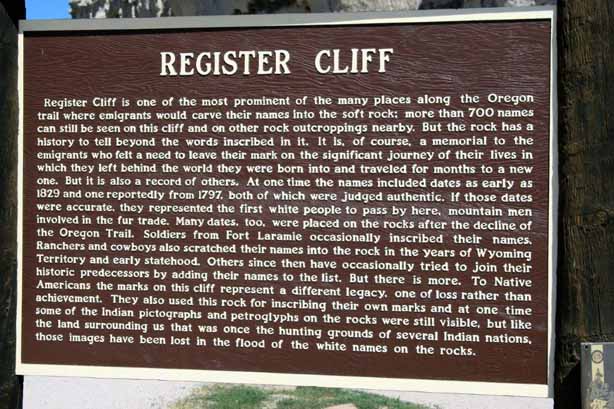 REGISTER CLIFF
Register Cliff is one of the most prominent of the many places along the Oregon
trail where emigrants would carve their names into the soft rock; more than 700 names
can still be seen on this cliff and on other rock outcroppings nearby. But the rock has a
history to tell beyond the words inscribed in it. It is, of course, a memorial to the
emigrants who felt a need to leave their mark on the significant journey of their lives in
which they left behind the world they were born into and traveled for months to a new
one. But it is also a record of others. At one time the names included dates as early as
1829 and one reportedly from 1797, both of which were judged authentic. If those dates
were accurate, they represented the first white people to pass by here, mountain men
involved in the fur trade. Many dates, too, were placed on the rocks after the decline of
the Oregon Trail. Soldiers from Fort Laramie occasionally inscribed their names.
Ranchers and cowboys also scratched their names into the rock in the years of Wyoming
Territory and early statehood. Others since then have occasionally tried to join their
historic predecessors by adding their names to the list. But there is more. To Native
Americans the marks on this cliff represent a different legacy, one of loss rather than
achievement. They also used this rock for inscribing their own marks and at one time
some of the Indian pictographs and petroglyphs on the rocks were still visible, but like
the land surrounding us that was once the hunting grounds of several Indian nations,
those images have been lost in the flood of the white names on the rocks.